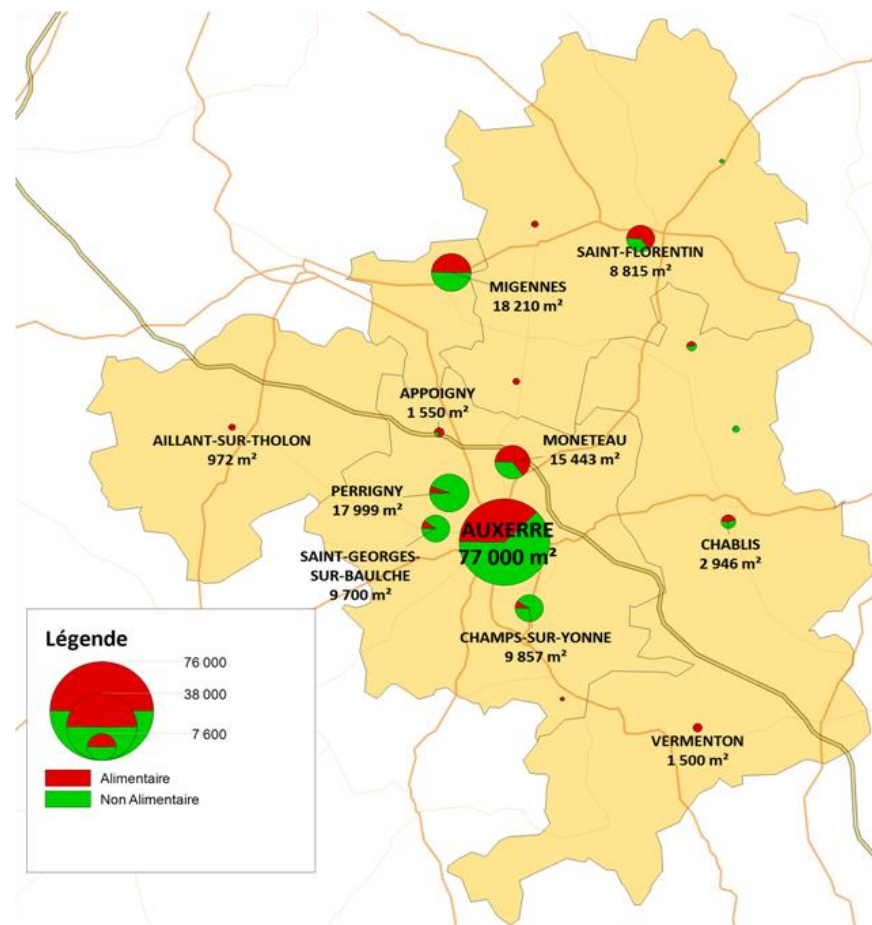 SAINT-FLORENTIN
8 815 m²
MIGENNES
18 210 m²
APPOIGNY
1 550 m²
AILLANT-SUR-THOLON
972 m²
MONETEAU
15 443 m²
PERRIGNY
17 999 m²
AUXERRE
77 000 m²
CHABLIS
2 946 m²
SAINT-GEORGES-
SUR-BAULCHE
9 700 m²
CHAMPS-SUR-YONNE
9 857 m²
VERMENTON
1 500 m²
Légende
76 000
38 000
7 600
Alimentaire
Non Alimentaire